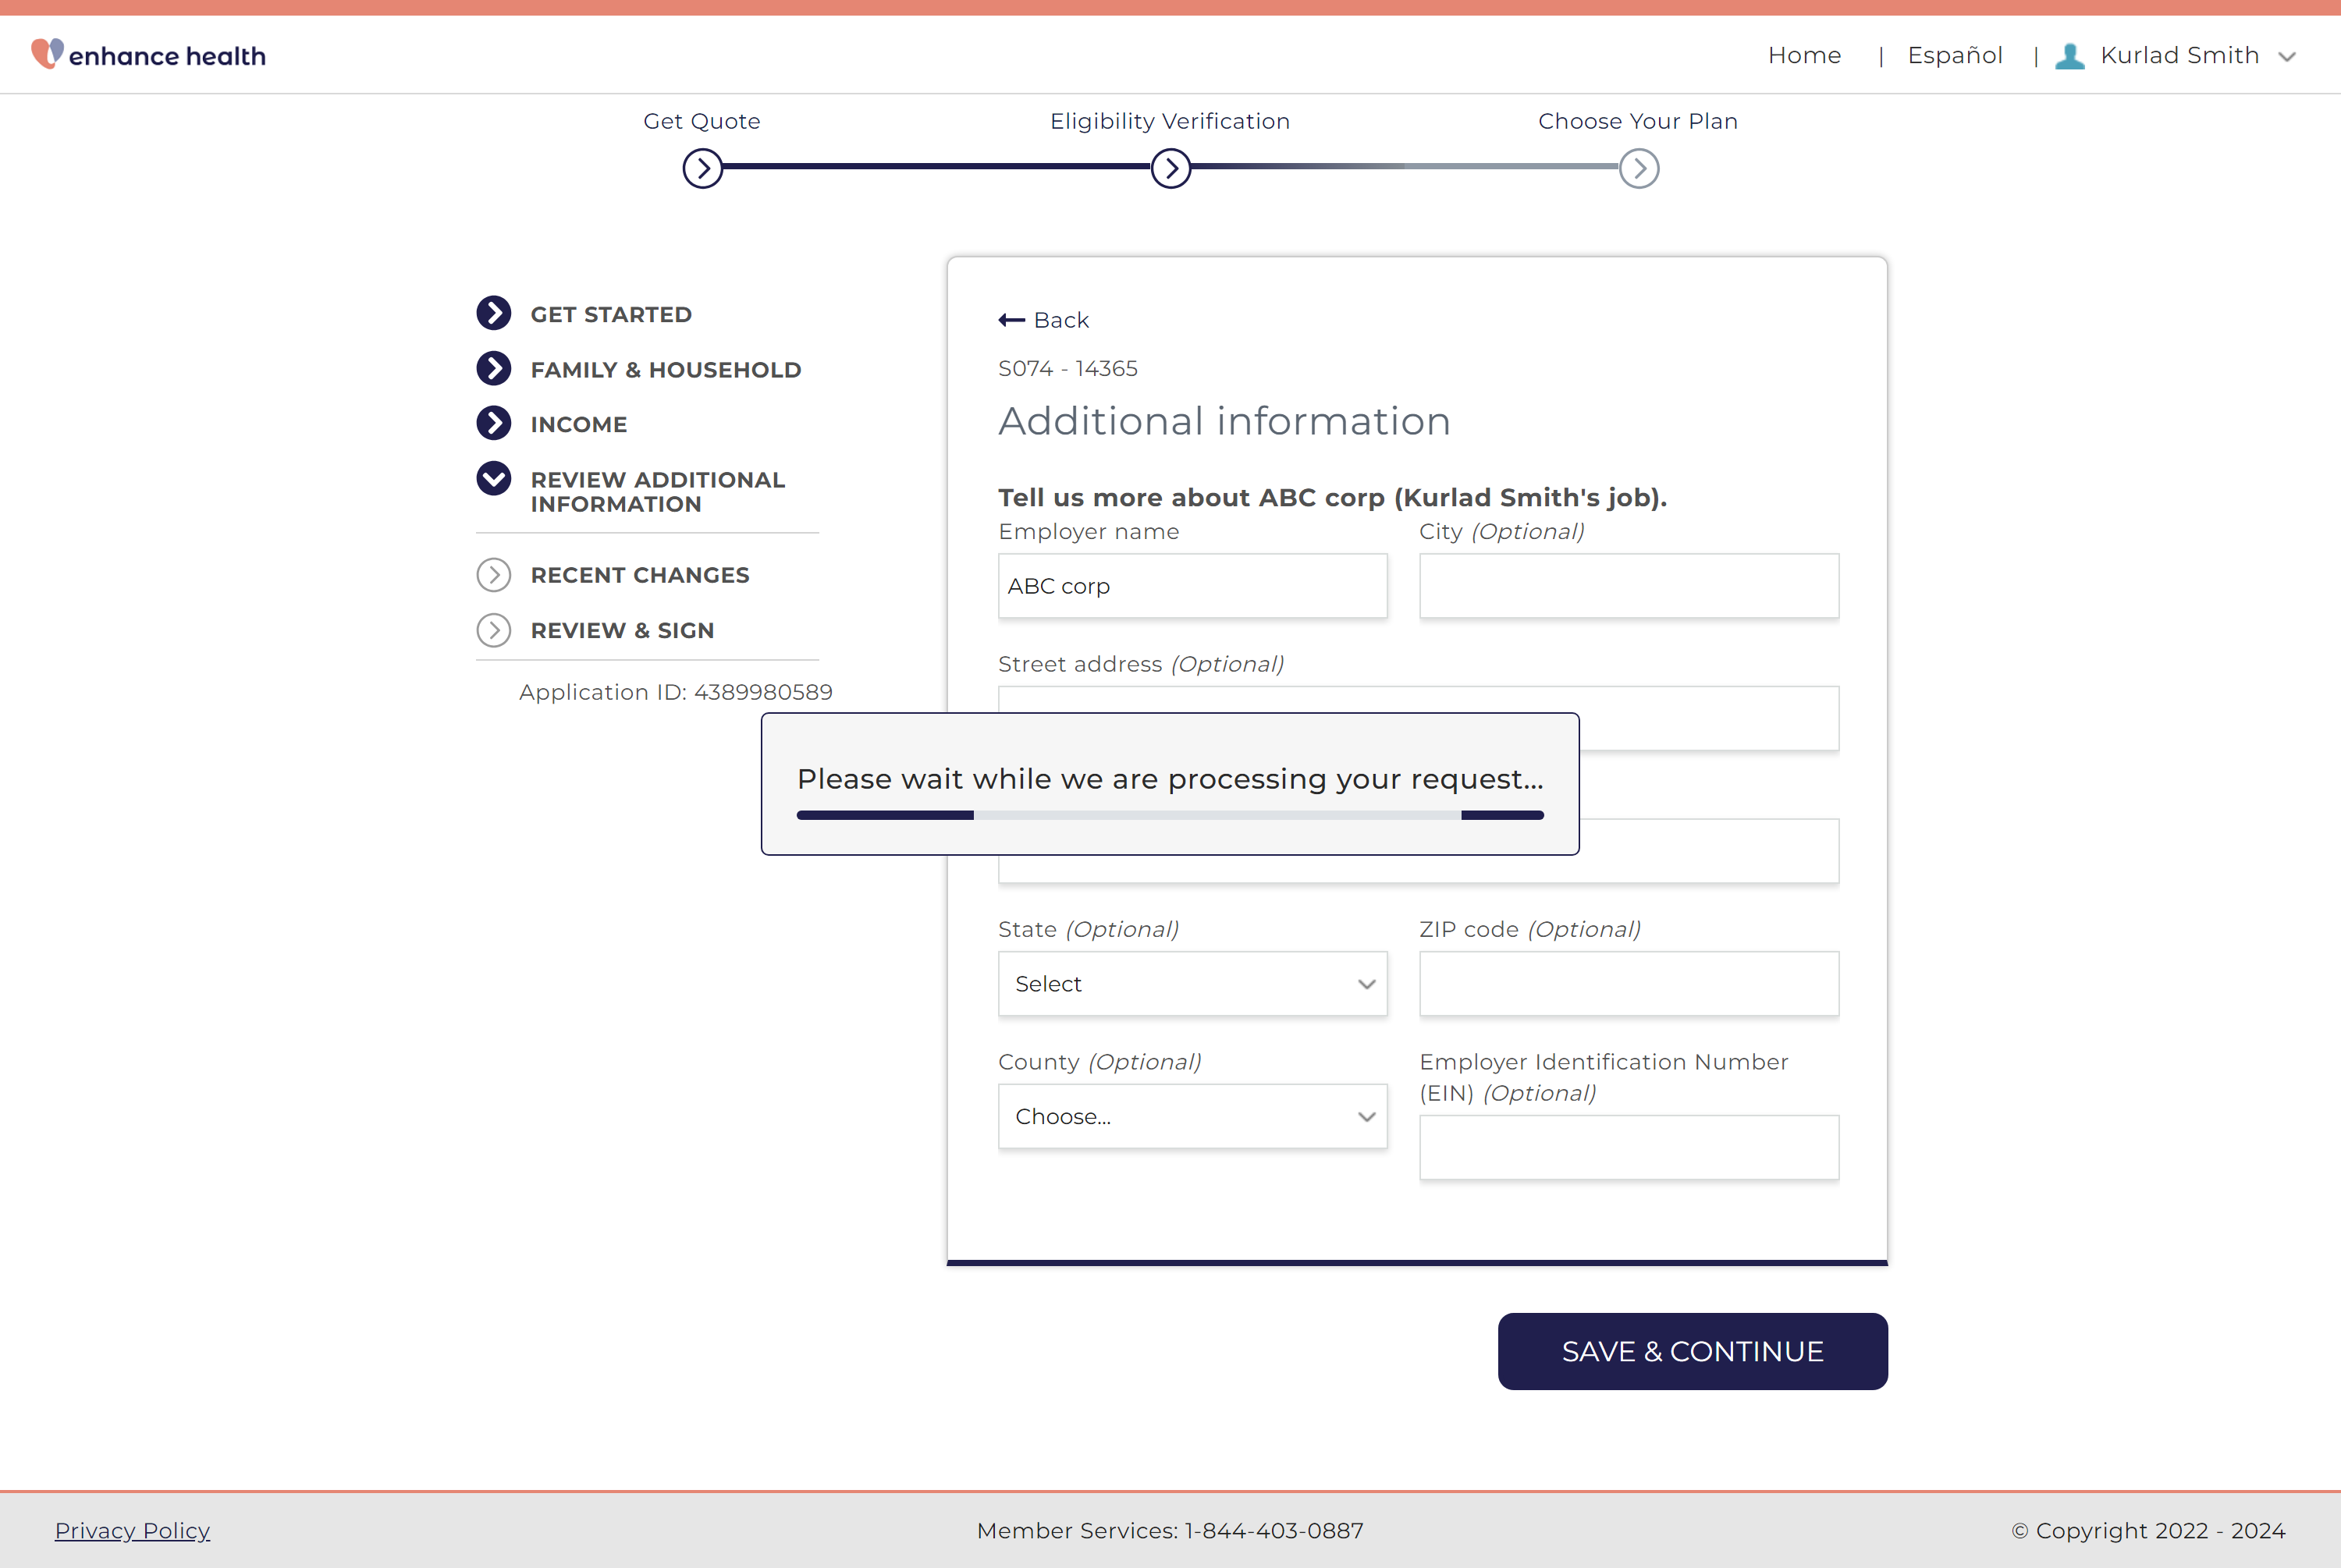 enhance health
Home | Español | Kurlad Smith
Get Quote
Eligibility Verification
Choose Your Plan
GET STARTED
FAMILY & HOUSEHOLD
INCOME
REVIEW ADDITIONAL
INFORMATION
RECENT CHANGES
REVIEW & SIGN
Application ID: 4389980589
Back
S074 - 14365
Additional information
Tell us more about ABC corp (Kurlad Smith's job).
Employer name
ABC corp
City (Optional)
Street address (Optional)
Please wait while we are processing your request...
State (Optional)
Select
ZIP code (Optional)
County (Optional)
Choose...
Employer Identification Number
(EIN) (Optional)
SAVE & CONTINUE
Privacy Policy
Member Services: 1-844-403-0887
© Copyright 2022 - 2024